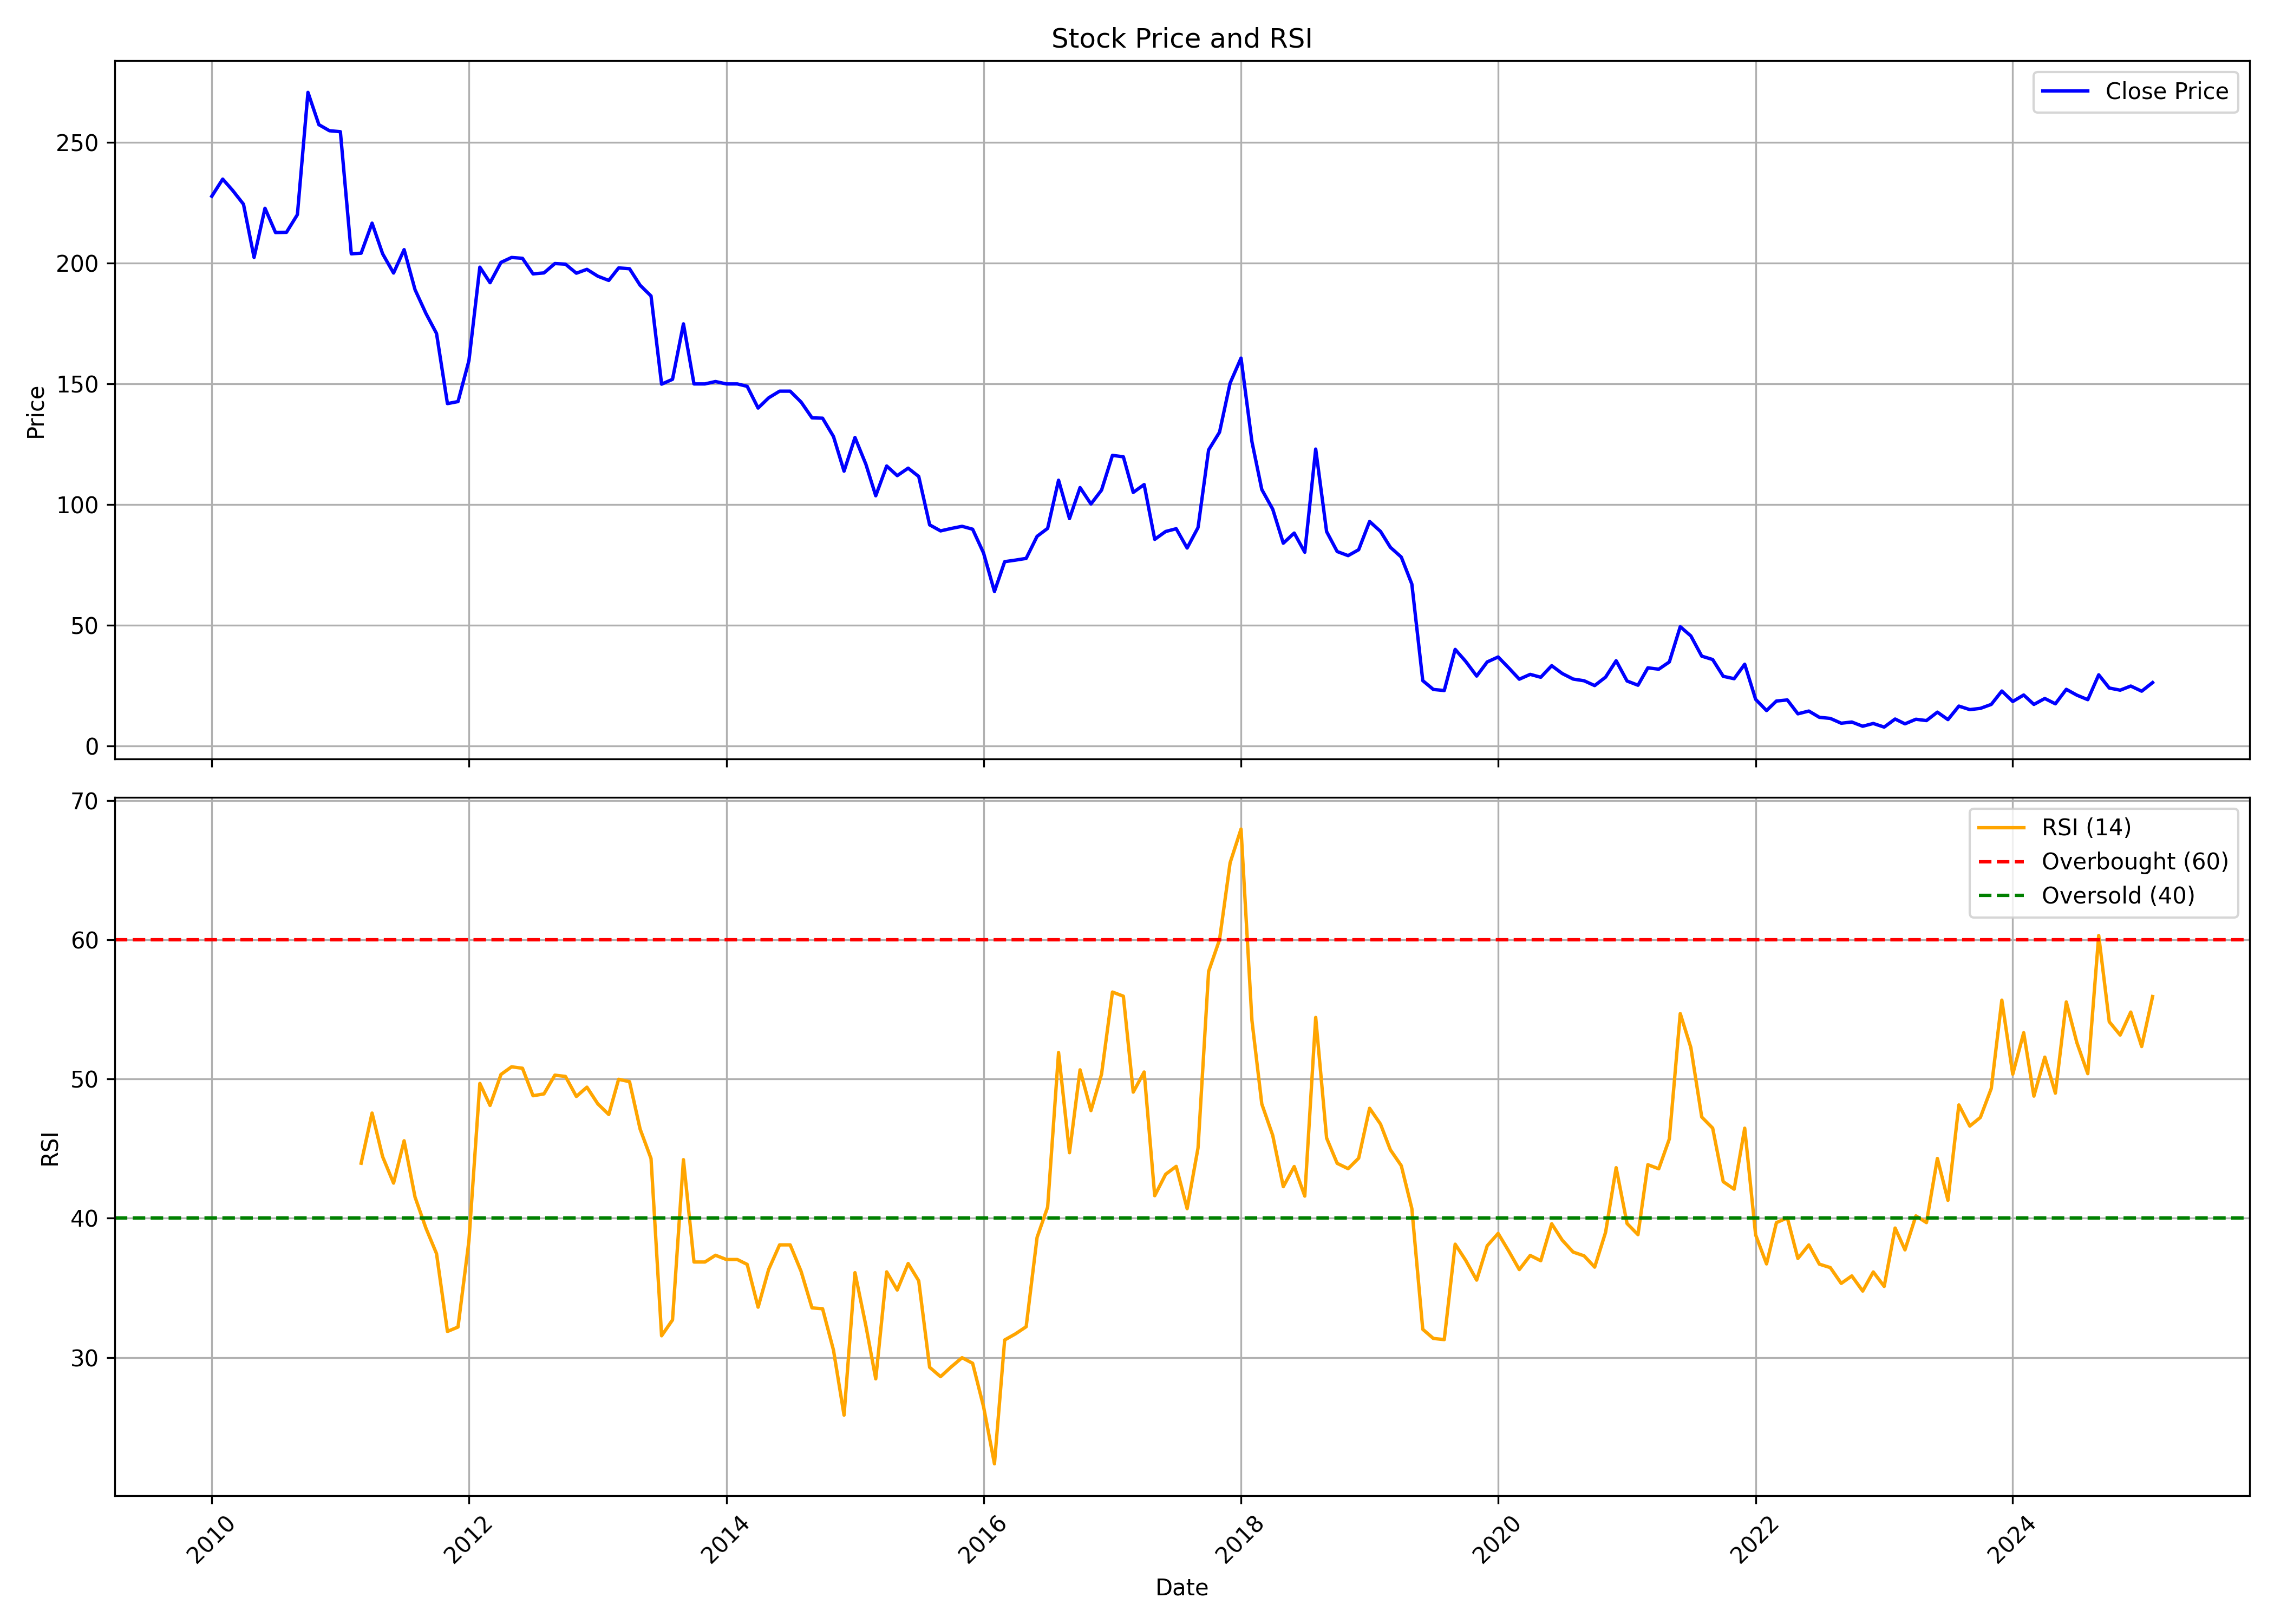 Stock Price and RSI
Close Price
250
200
150
100
50
0
Price
70
60
50
40
30
RSI
RSI (14)
Overbought (60)
Oversold (40)
2010
2012
2014
2016
2018
2020
2022
2024
Date